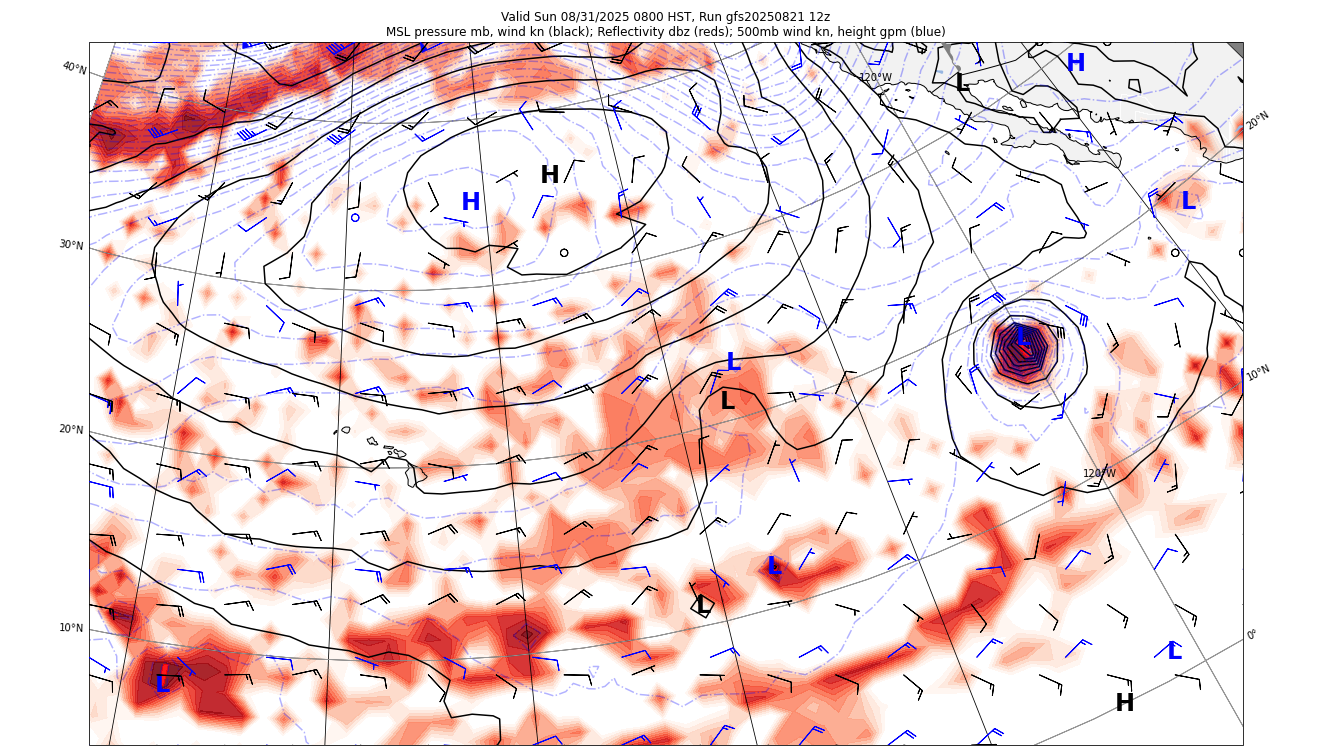 Valid Sun 08/31/2025 0800 HST, Run gfs20250821 12z
MSL pressure mb, wind kn (black); Reflectivity dbz (reds); 500mb wind kn, height gpm (blue)
40°N
120°W
H
L
20°N
H
H
L
30°N
L
L
10°N
L
20°N
120°W
L
L
10°N
0°
L
L
H